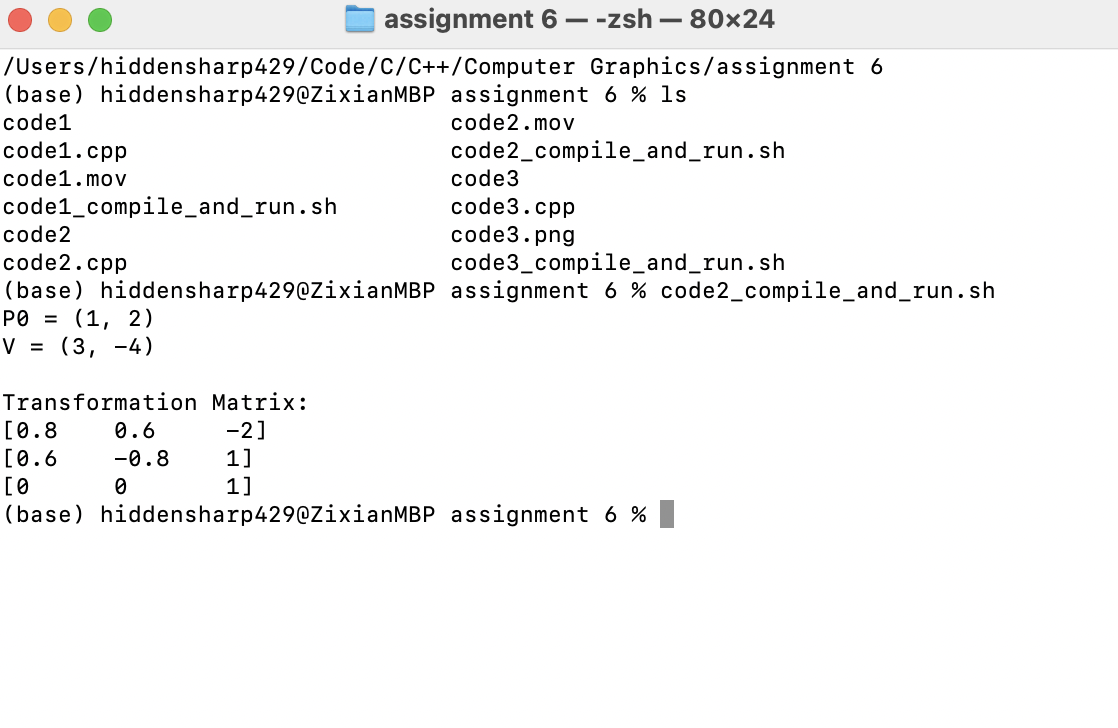 assignment 6 — -zsh — 80×24
/Users/hiddensharp429/Code/C/C++/Computer Graphics/assignment 6
(base) hiddensharp429@ZixianMBP assignment 6 % ls
code1 code2.mov
code1.cpp code2_compile_and_run.sh
code1.mov code3
code1_compile_and_run.sh code3.cpp
code2 code3.png
code2.cpp code3_compile_and_run.sh
(base) hiddensharp429@ZixianMBP assignment 6 % code2_compile_and_run.sh
P0 = (1, 2)
V = (3, -4)
Transformation Matrix:
[0.8 0.6 -2]
[0.6 -0.8 1]
[0 0 1]
(base) hiddensharp429@ZixianMBP assignment 6 %